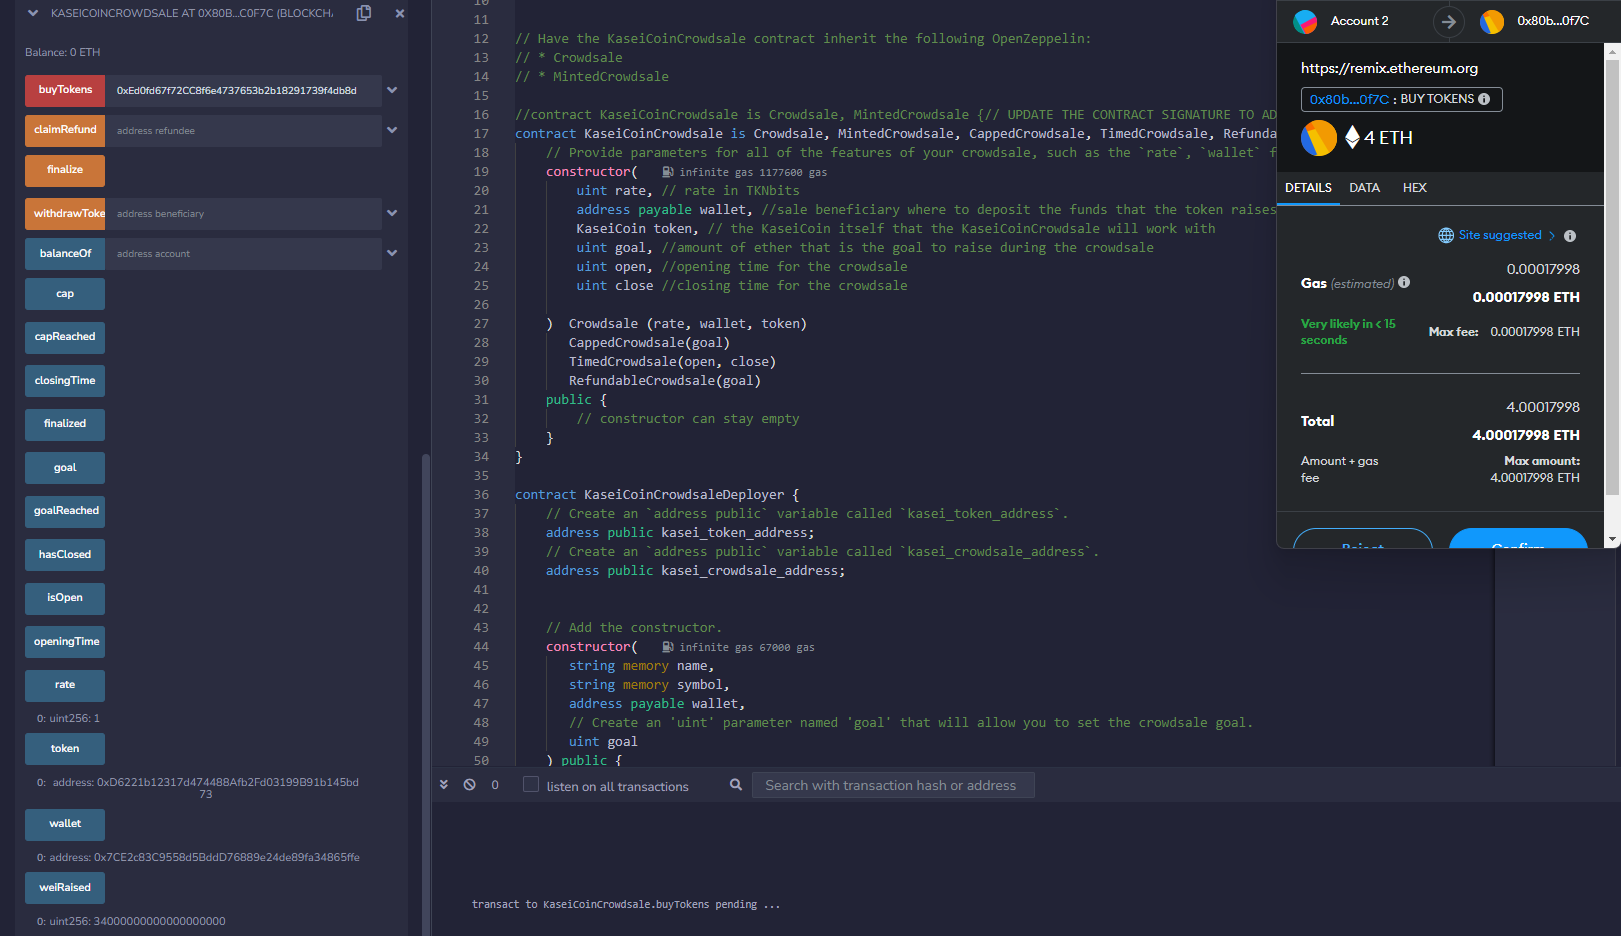 KASEICOINCROWDSALE AT 0X80B...C0F7C (BLOCKCHA
Balance: 0 ETH
buyTokens 0xEd0fd67f72CC8f6e4737653b2b18291739f4db8d
claimRefund address refundee
finalize
withdrawToke address beneficiary
balanceOf address account
cap
capReached
closingTime
finalized
goal
goalReached
hasClosed
isOpen
openingTime
rate
0: uint256: 1
token
0: address: 0xD6221b12317d474488Afb2Fd03199B91b145bd
73
wallet
0: address: 0x7CE2c83C9558d5BddD76889e24de89fa34865ffe
weiRaised
0: uint256: 34000000000000000000
10
11
12 // Have the KaseiCoinCrowdsale contract inherit the following OpenZeppelin:
13 // * Crowdsale
14 // * MintedCrowdsale
15
16 //contract KaseiCoinCrowdsale is Crowdsale, MintedCrowdsale {// UPDATE THE CONTRACT SIGNATURE TO AD
17 contract KaseiCoinCrowdsale is Crowdsale, MintedCrowdsale, CappedCrowdsale, TimedCrowdsale, Refunda
18 // Provide parameters for all of the features of your crowdsale, such as the `rate`, `wallet` f
19 constructor( infinite gas 1177600 gas
20 uint rate, // rate in TKNbits
21 address payable wallet, //sale beneficiary where to deposit the funds that the token raises
22 KaseiCoin token, // the KaseiCoin itself that the KaseiCoinCrowdsale will work with
23 uint goal, //amount of ether that is the goal to raise during the crowdsale
24 uint open, //opening time for the crowdsale
25 uint close //closing time for the crowdsale
26
27 ) Crowdsale (rate, wallet, token)
28 CappedCrowdsale(goal)
29 TimedCrowdsale(open, close)
30 RefundableCrowdsale(goal)
31 public {
32 // constructor can stay empty
33 }
34 }
35
36 contract KaseiCoinCrowdsaleDeployer {
37 // Create an `address public` variable called `kasei_token_address`.
38 address public kasei_token_address;
39 // Create an `address public` variable called `kasei_crowdsale_address`.
40 address public kasei_crowdsale_address;
41
42
43 // Add the constructor.
44 constructor( infinite gas 67000 gas
45 string memory name,
46 string memory symbol,
47 address payable wallet,
48 // Create an 'uint' parameter named 'goal' that will allow you to set the crowdsale goal.
49 uint goal
50 ) public {
0 listen on all transactions Search with transaction hash or address
transact to KaseiCoinCrowdsale.buyTokens pending ...
Account 2 0x80b...0f7C
https://remix.ethereum.org
0x80b...0f7C : BUY TOKENS
4 ETH
DETAILS DATA HEX
Site suggested
0.00017998
Gas (estimated)
0.00017998 ETH
Very likely in < 15 seconds Max fee: 0.00017998 ETH
4.00017998
Total
4.00017998 ETH
Amount + gas fee Max amount:
4.00017998 ETH
Reject Confirm